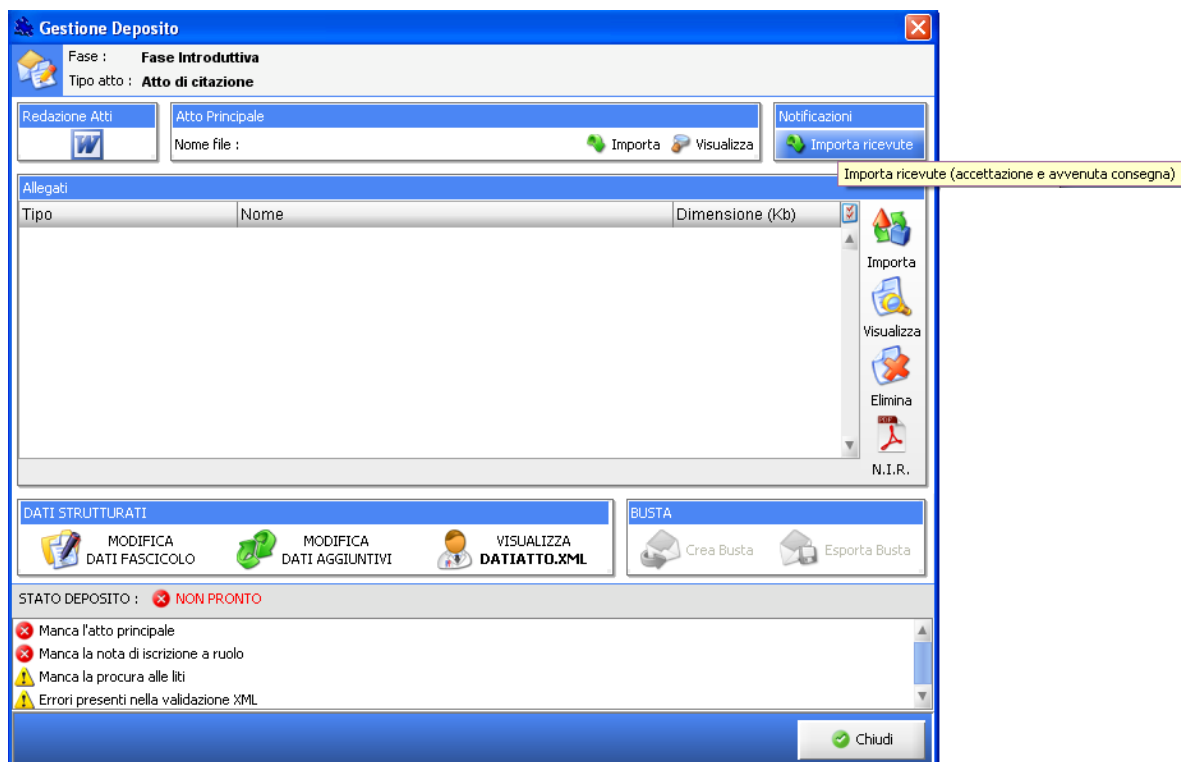 Gestione Deposito
Fase : Fase Introduttiva
Tipo atto : Atto di citazione
Redazione Atti
Atto Principale
Notificazioni
W
Nome file :
Importa
Visualizza
Importa ricevute
Importa ricevute (accettazione e avvenuta consegna)
Allegati
Tipo
Nome
Dimensione (Kb)
Importa
Visualizza
Elimina
PDF
N.I.R.
DATI STRUTTURATI
MODIFICA
DATI FASCICOLO
MODIFICA
DATI AGGIUNTIVI
VISUALIZZA
DATIATTO.XML
BUSTA
Crea Busta
Esporta Busta
STATO DEPOSITO : NON PRONTO
Manca l'atto principale
Manca la nota di iscrizione a ruolo
Manca la procura alle liti
Errori presenti nella validazione XML
Chiudi